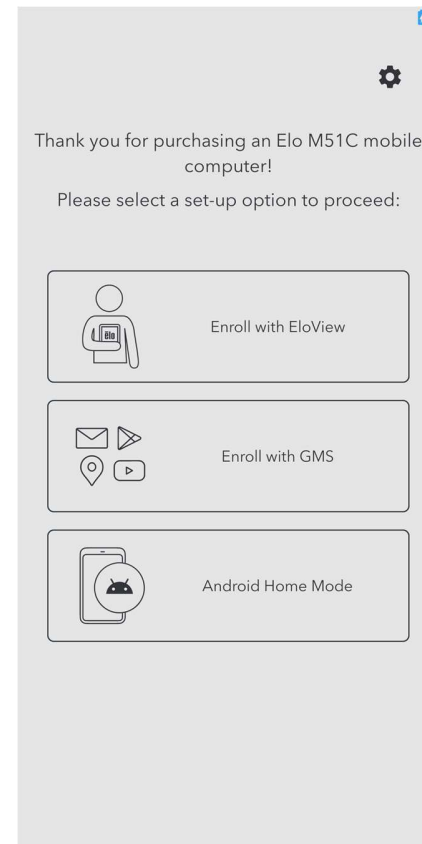 Thank you for purchasing an Elo M51C mobile
computer!
Please select a set-up option to proceed:
elo
Enroll with EloView
Enroll with GMS
Android Home Mode